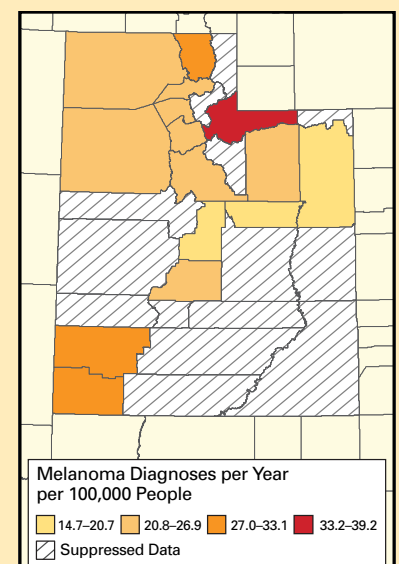 Melanoma Diagnoses per Year
per 100,000 People
14.7–20.7 20.8–26.9 27.0–33.1 33.2–39.2
Suppressed Data